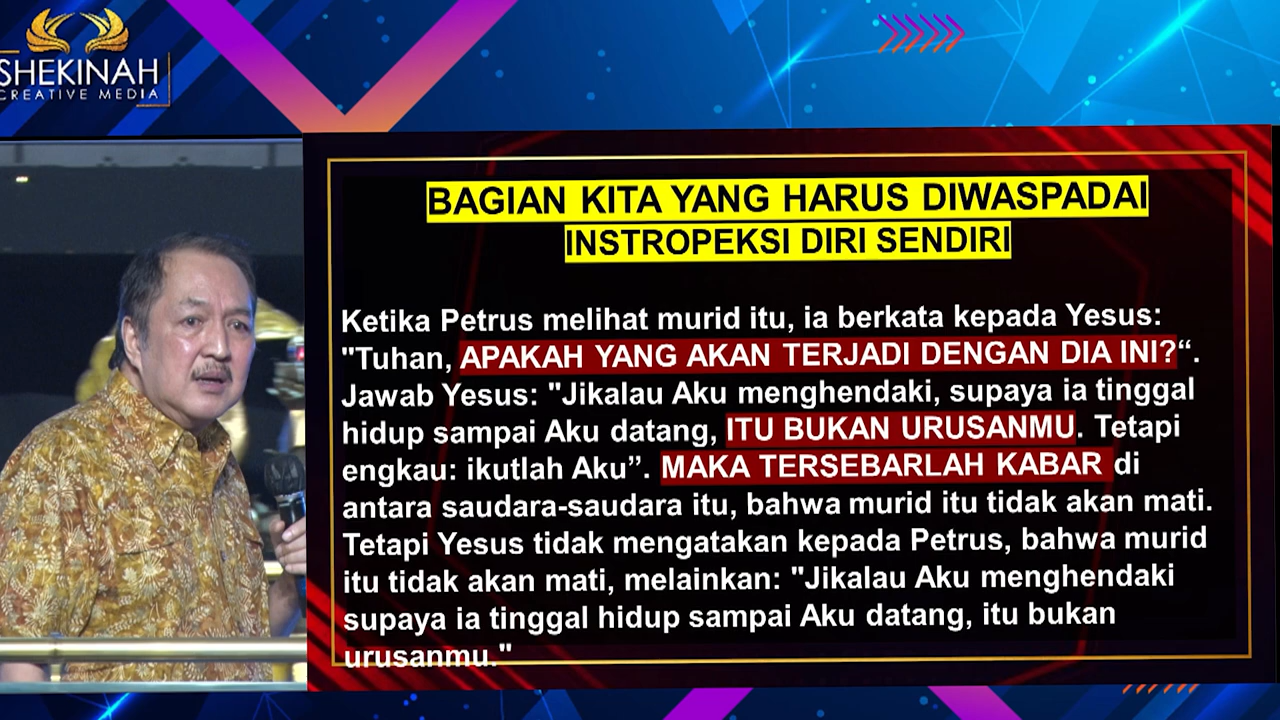 SHEKINAH
CREATIVE MEDIA
BAGIAN KITA YANG HARUS DIWASPADAI
INSTROPEKSI DIRI SENDIRI
Ketika Petrus melihat murid itu, ia berkata kepada Yesus:
"Tuhan, APAKAH YANG AKAN TERJADI DENGAN DIA INI?“.
Jawab Yesus: "Jikalau Aku menghendaki, supaya ia tinggal
hidup sampai Aku datang, ITU BUKAN URUSANMU. Tetapi
engkau: ikutlah Aku”. MAKA TERSEBARLAH KABAR di
antara saudara-saudara itu, bahwa murid itu tidak akan mati.
Tetapi Yesus tidak mengatakan kepada Petrus, bahwa murid
itu tidak akan mati, melainkan: "Jikalau Aku menghendaki
supaya ia tinggal hidup sampai Aku datang, itu bukan
urusanmu."